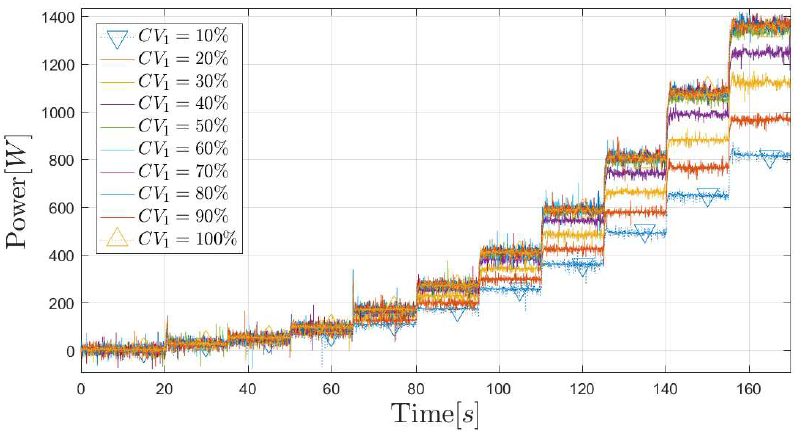 1400
1200
1000
800
600
400
200
0
Power[W]
CV₁ = 10%
CV₁ = 20%
CV₁ = 30%
CV₁ = 40%
CV₁ = 50%
CV₁ = 60%
CV₁ = 70%
CV₁ = 80%
CV₁ = 90%
CV₁ = 100%
0 20 40 60 80 100 120 140 160
Time[s]